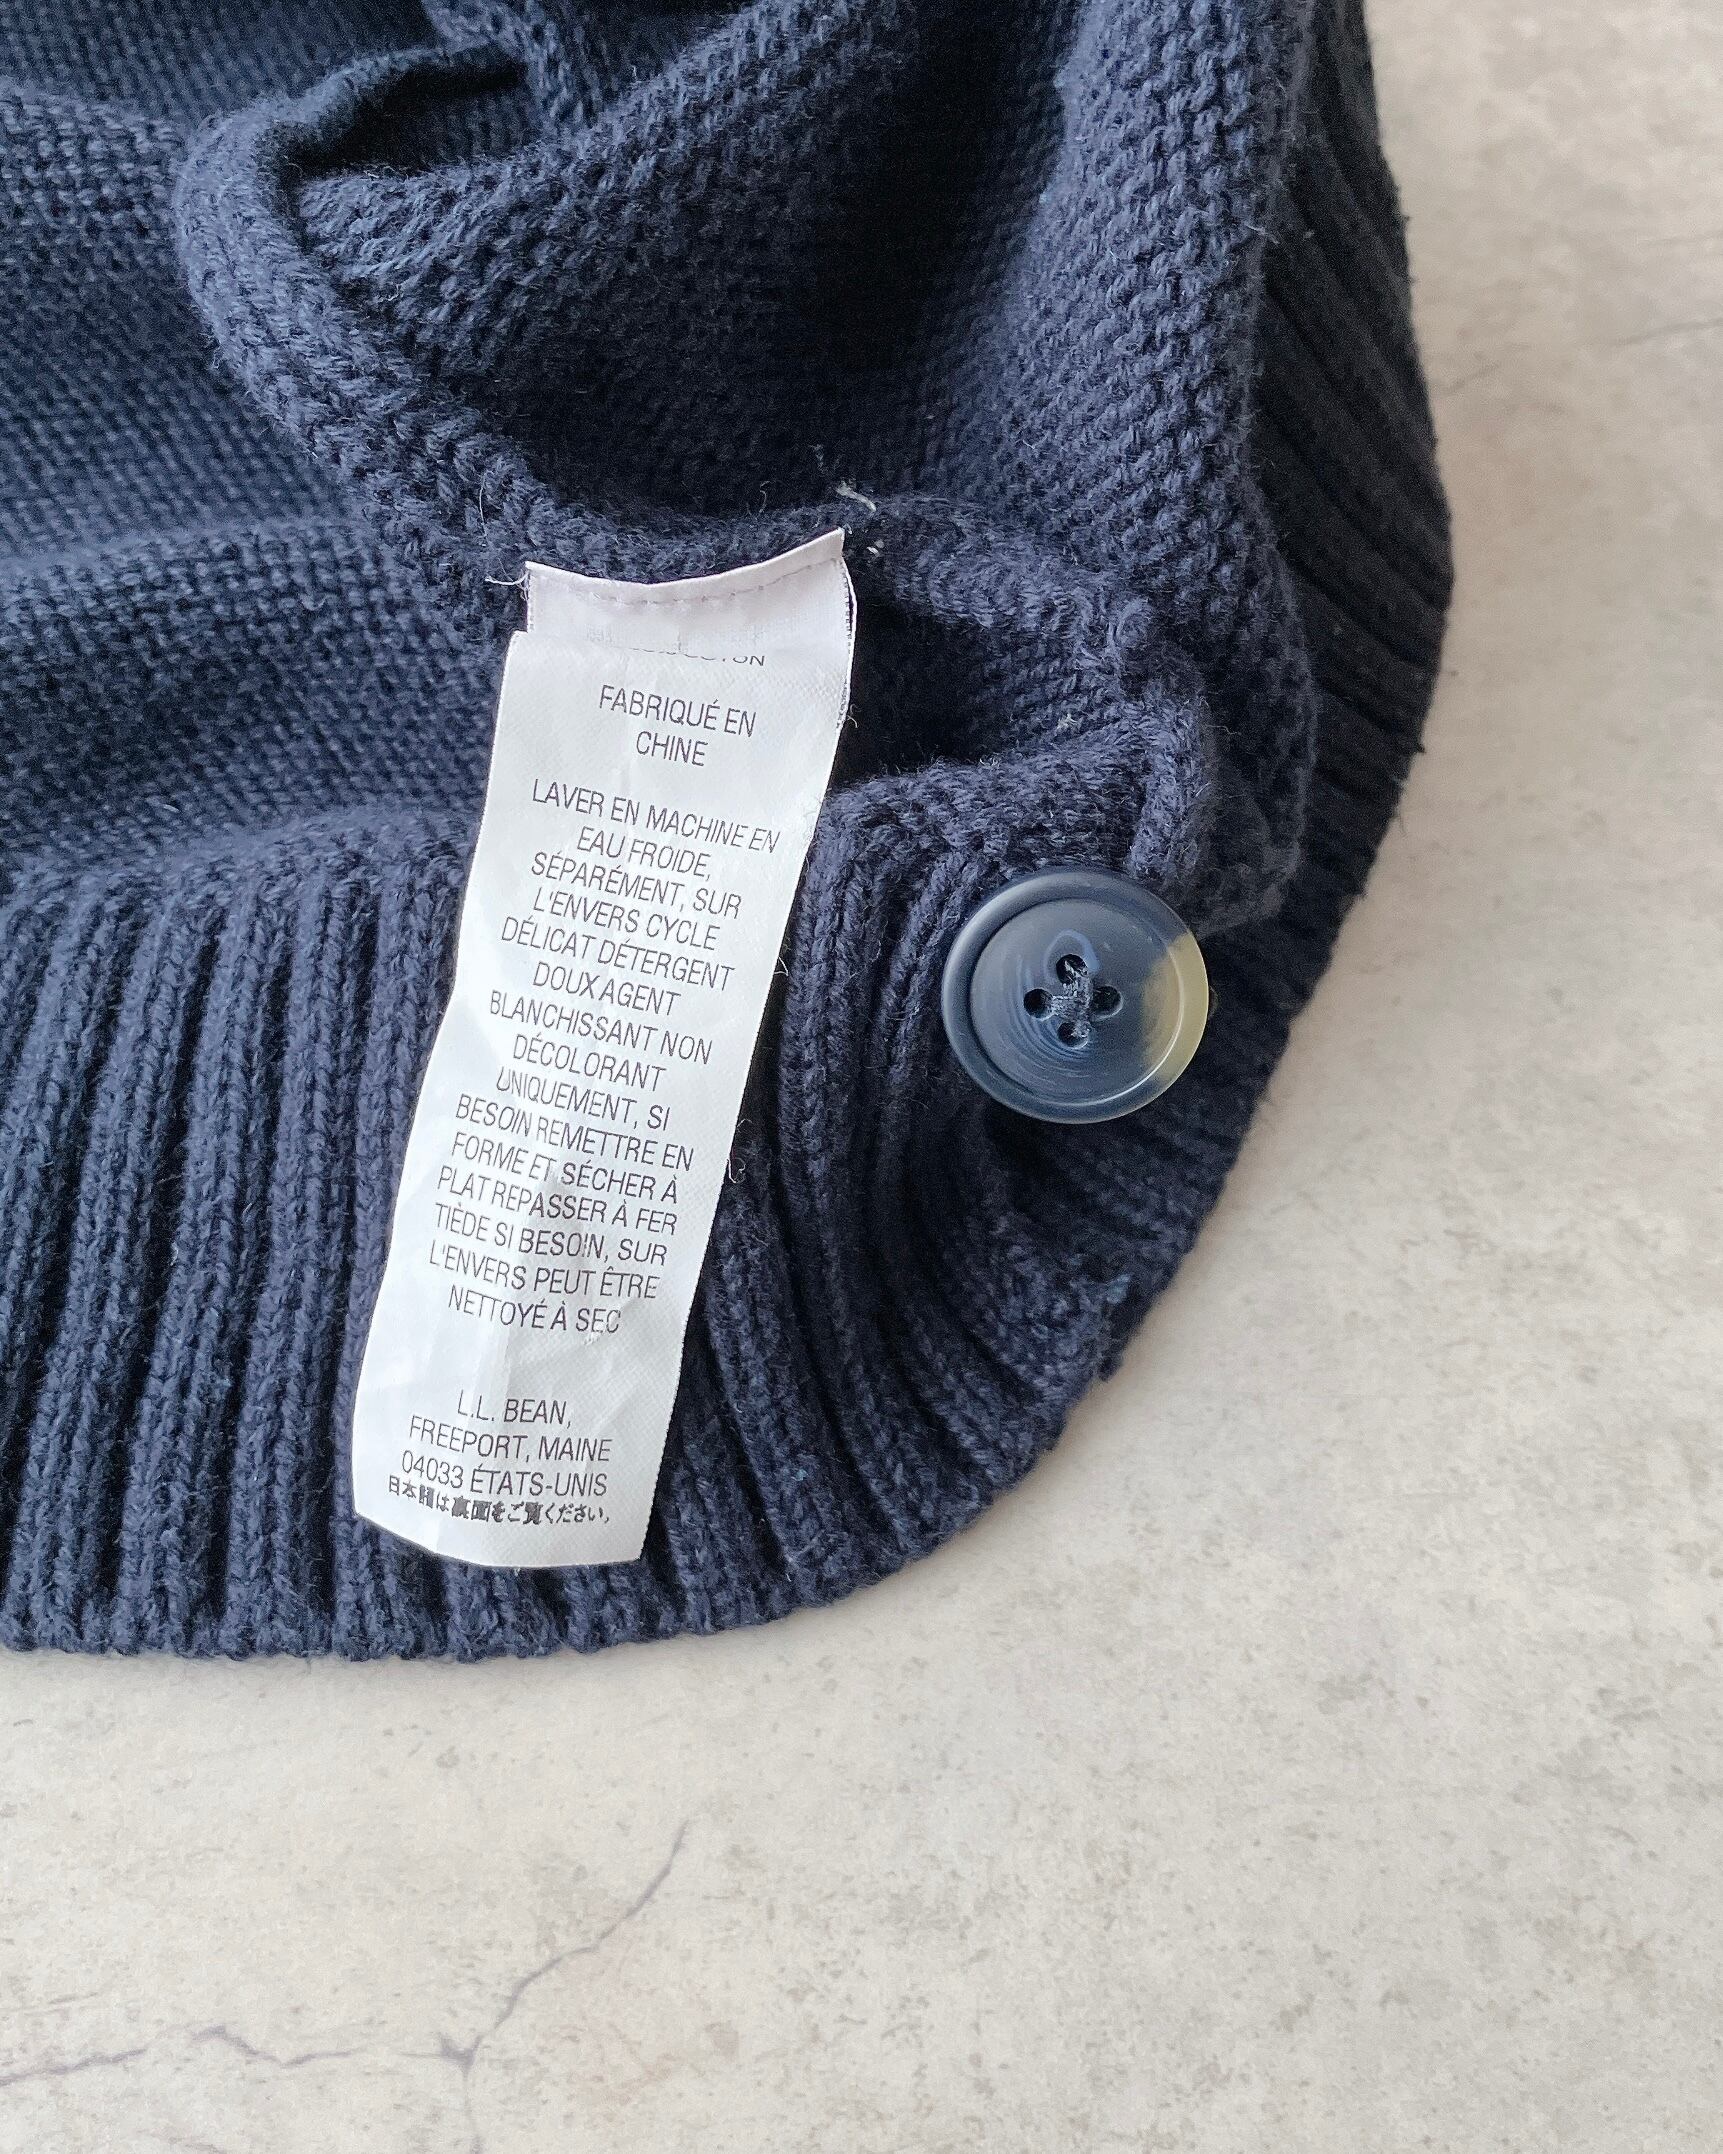 FABRIQUÉ EN
CHINE
LAVER EN MACHINE EN
EAU FROIDE,
SÉPARÉMENT, SUR
L'ENVERS CYCLE
DÉLICAT DÉTERGENT
DOUX AGENT
BLANCHISSANT NON
DÉCOLORANT
UNIQUEMENT, SI
BESOIN REMETTRE EN
FORME ET SÉCHER À
PLAT REPASSER À FER
TIÈDE SI BESOIN, SUR
L'ENVERS PEUT ÊTRE
NETTOYÉ À SEC
L.L. BEAN,
FREEPORT, MAINE
04033 ÉTATS-UNIS
日本語は裏面をご覧ください。